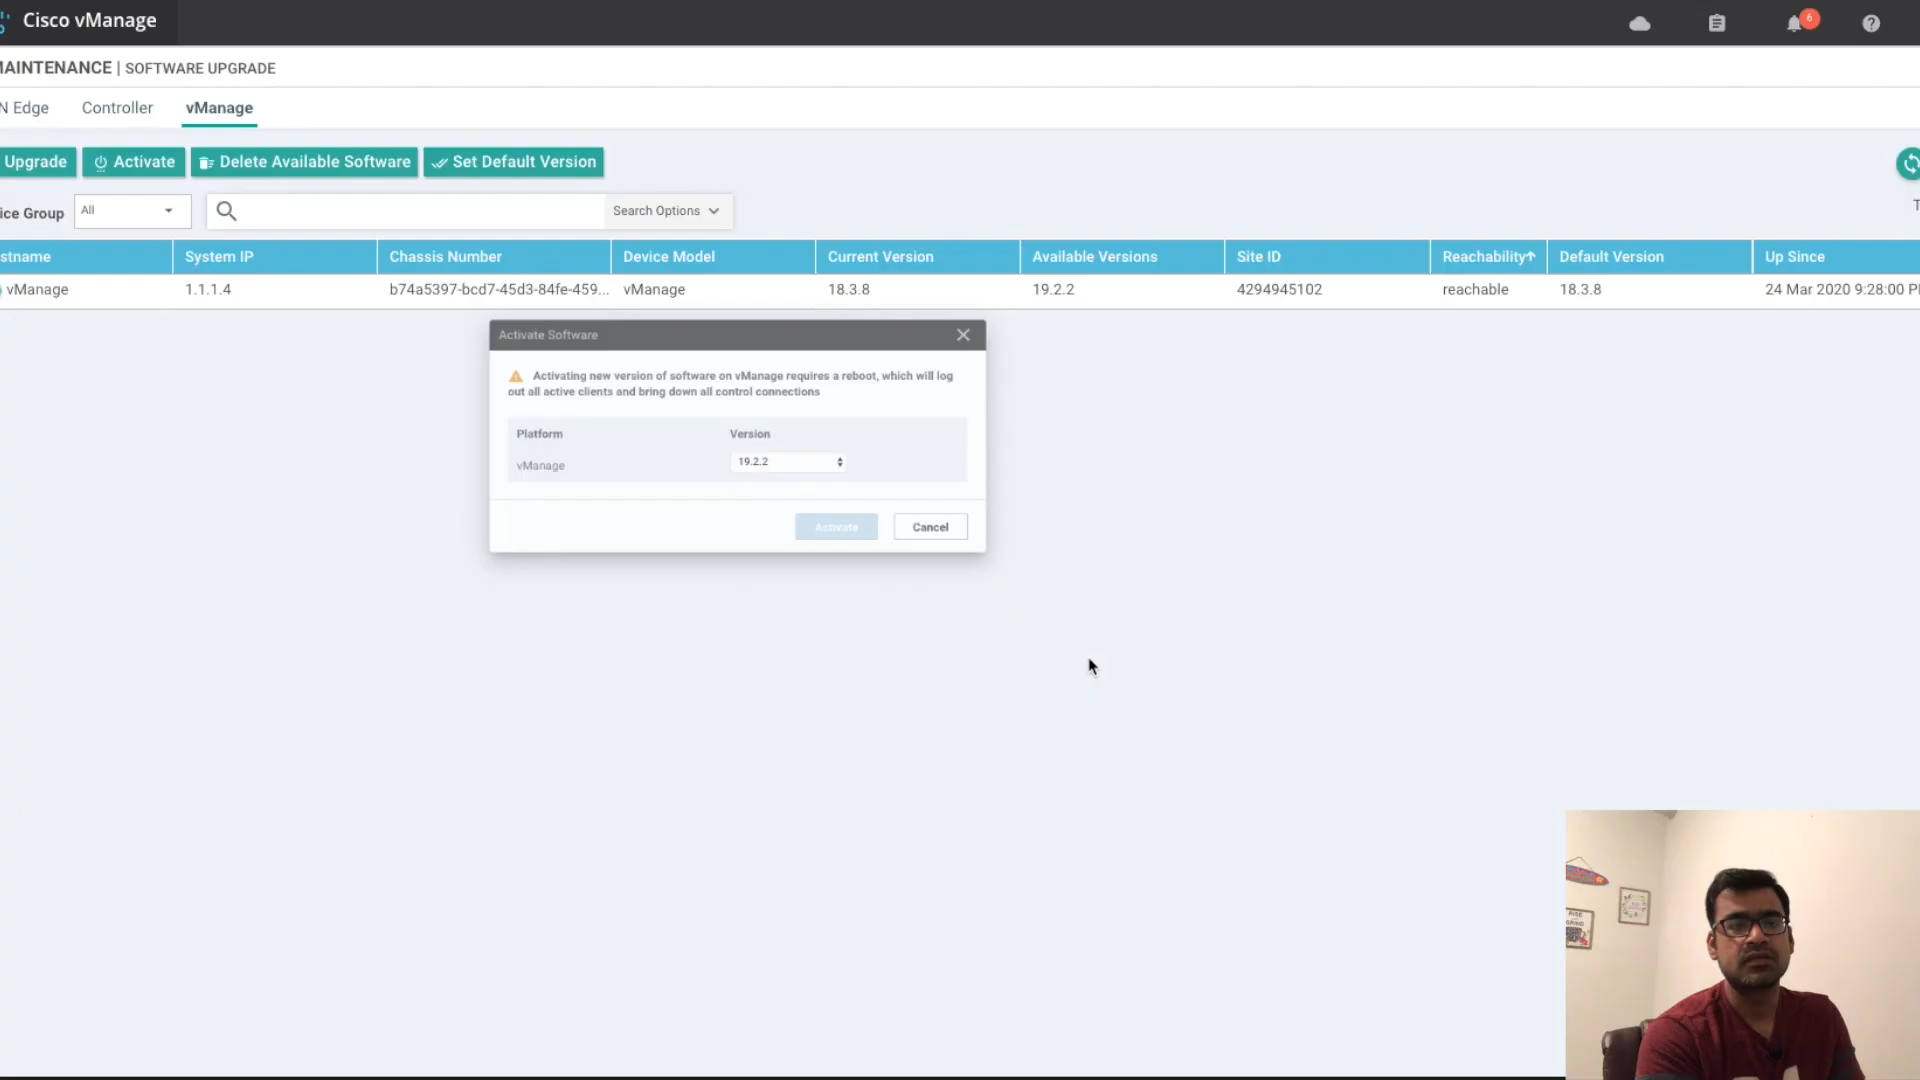 Cisco vManage
6
MAINTENANCE | SOFTWARE UPGRADE
N Edge Controller vManage
Upgrade Activate Delete Available Software Set Default Version
ice Group All Search Options T
stname System IP Chassis Number Device Model Current Version Available Versions Site ID Reachability↑ Default Version Up Since
vManage 1.1.1.4 b74a5397-bcd7-45d3-84fe-459... vManage 18.3.8 19.2.2 4294945102 reachable 18.3.8 24 Mar 2020 9:28:00 P
Activate Software
Activating new version of software on vManage requires a reboot, which will log
out all active clients and bring down all control connections
Platform Version
vManage 19.2.2
Activate Cancel
RISE